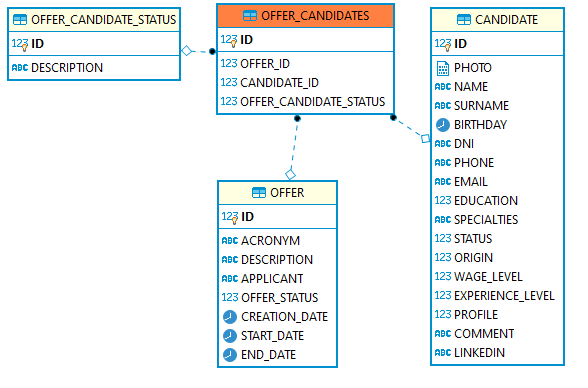 OFFER_CANDIDATE_STATUS
123 ID
ABC DESCRIPTION
OFFER_CANDIDATES
123 ID
123 OFFER_ID
123 CANDIDATE_ID
123 OFFER_CANDIDATE_STATUS
CANDIDATE
123 ID
PHOTO
ABC NAME
ABC SURNAME
BIRTHDAY
ABC DNI
ABC PHONE
ABC EMAIL
123 EDUCATION
ABC SPECIALTIES
123 STATUS
123 ORIGIN
123 WAGE_LEVEL
123 EXPERIENCE_LEVEL
123 PROFILE
ABC COMMENT
ABC LINKEDIN
OFFER
123 ID
ABC ACRONYM
ABC DESCRIPTION
ABC APPLICANT
123 OFFER_STATUS
CREATION_DATE
START_DATE
END_DATE